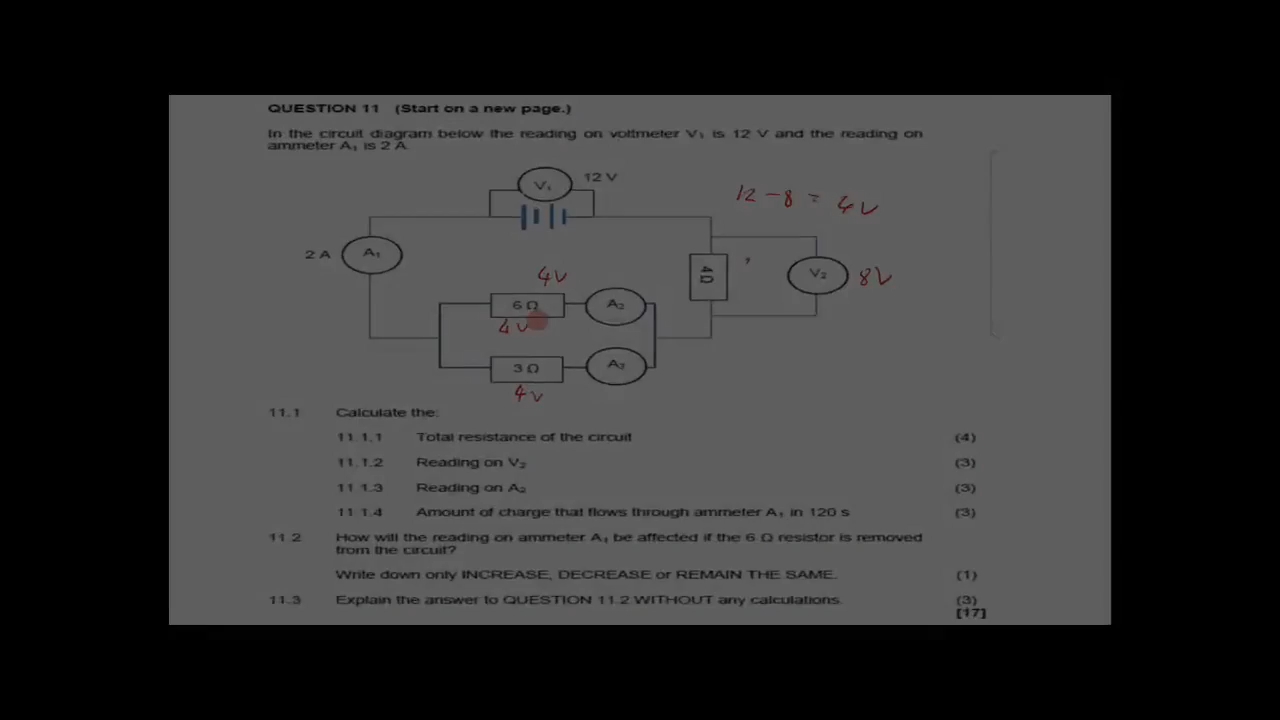 QUESTION 11 (Start on a new page.)
In the circuit diagram below the reading on voltmeter V₁ is 12 V and the reading on
ammeter A₁ is 2 A.
V₁
12 V
12 - 8 = 4V
2 A
A₁
4Ω
V₂
8V
4V
6 Ω
A₂
4V
3 Ω
A₃
4V
11.1 Calculate the:
11.1.1 Total resistance of the circuit (4)
11.1.2 Reading on V₂ (3)
11.1.3 Reading on A₂ (3)
11.1.4 Amount of charge that flows through ammeter A₁ in 120 s (3)
11.2 How will the reading on ammeter A₁ be affected if the 6 Ω resistor is removed
from the circuit?
Write down only INCREASE, DECREASE or REMAIN THE SAME. (1)
11.3 Explain the answer to QUESTION 11.2 WITHOUT any calculations. (3)
[17]